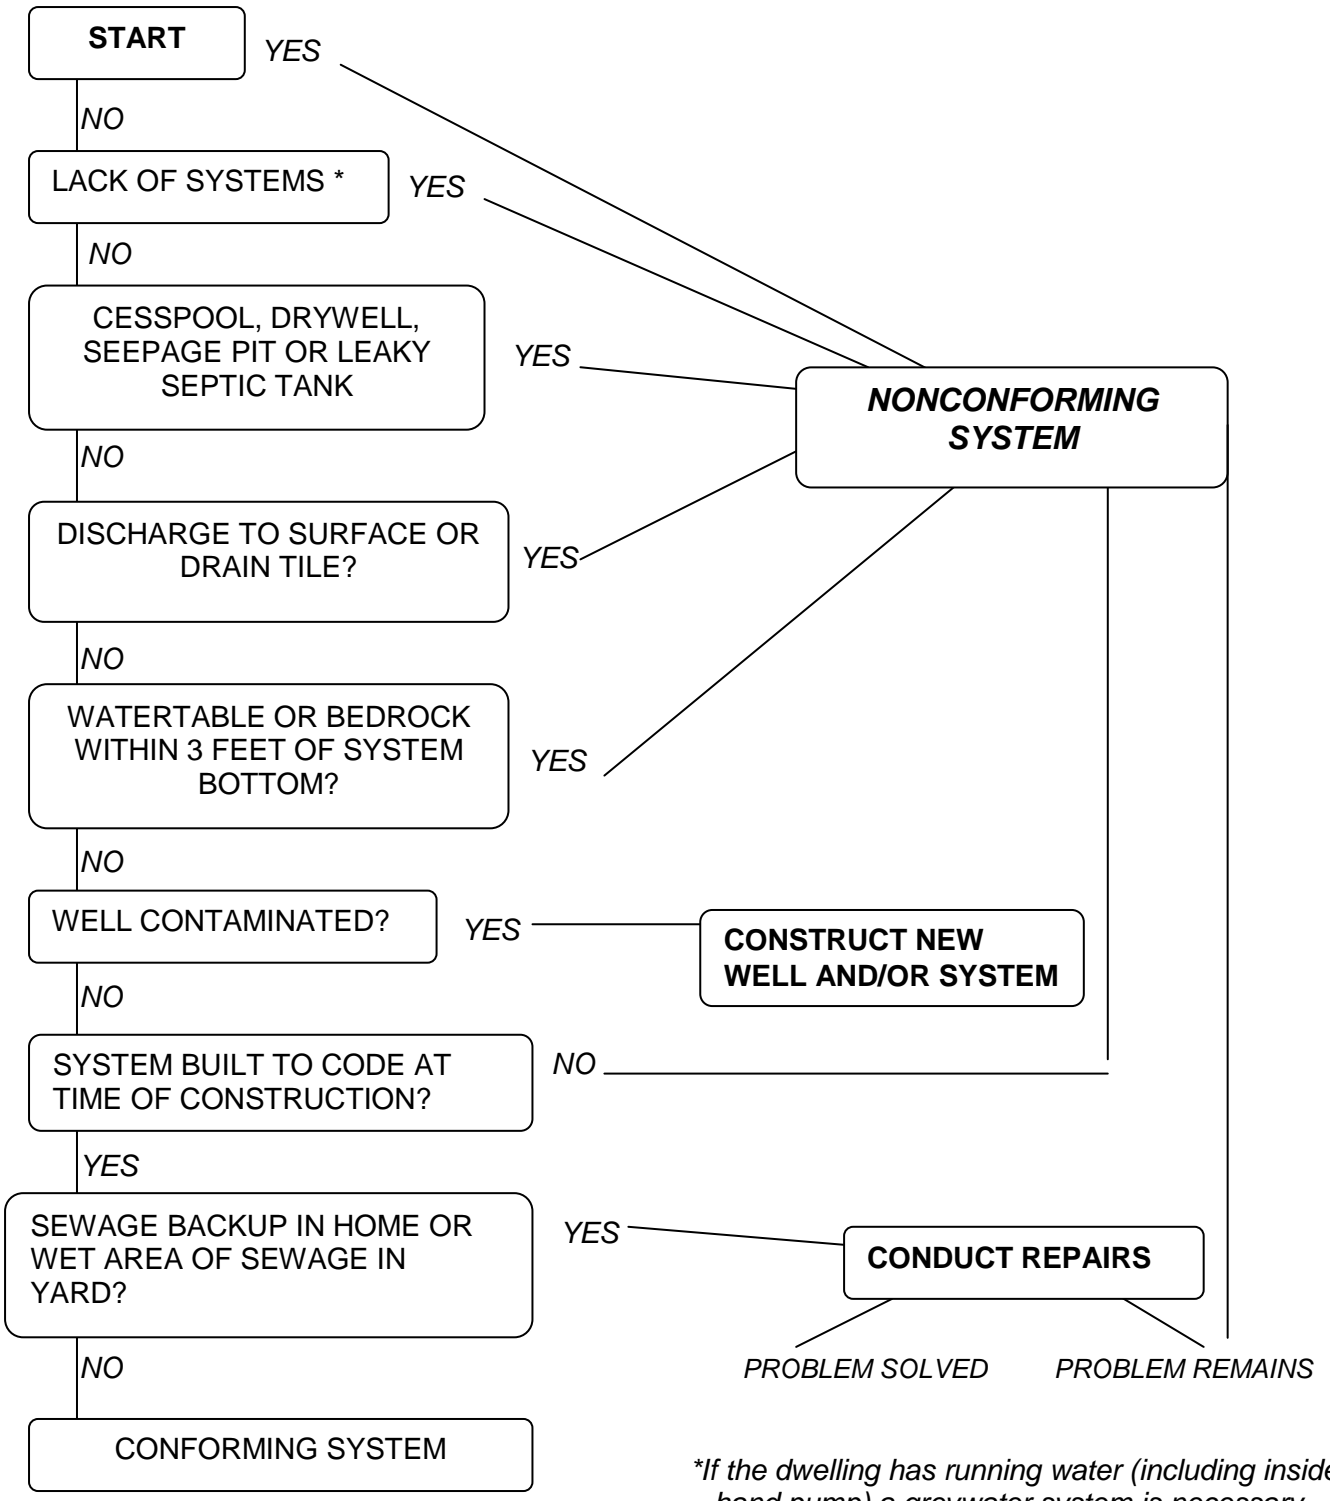 START
YES
NO
LACK OF SYSTEMS *
YES
NO
CESSPOOL, DRYWELL,
SEEPAGE PIT OR LEAKY
SEPTIC TANK
YES
NONCONFORMING
SYSTEM
NO
DISCHARGE TO SURFACE OR
DRAIN TILE?
YES
NO
WATERTABLE OR BEDROCK
WITHIN 3 FEET OF SYSTEM
BOTTOM?
YES
NO
WELL CONTAMINATED?
YES
CONSTRUCT NEW
WELL AND/OR SYSTEM
NO
SYSTEM BUILT TO CODE AT
TIME OF CONSTRUCTION?
NO
YES
SEWAGE BACKUP IN HOME OR
WET AREA OF SEWAGE IN
YARD?
YES
CONDUCT REPAIRS
PROBLEM SOLVED
PROBLEM REMAINS
NO
CONFORMING SYSTEM
*If the dwelling has running water (including inside
hand pump) a greywater system is necessary